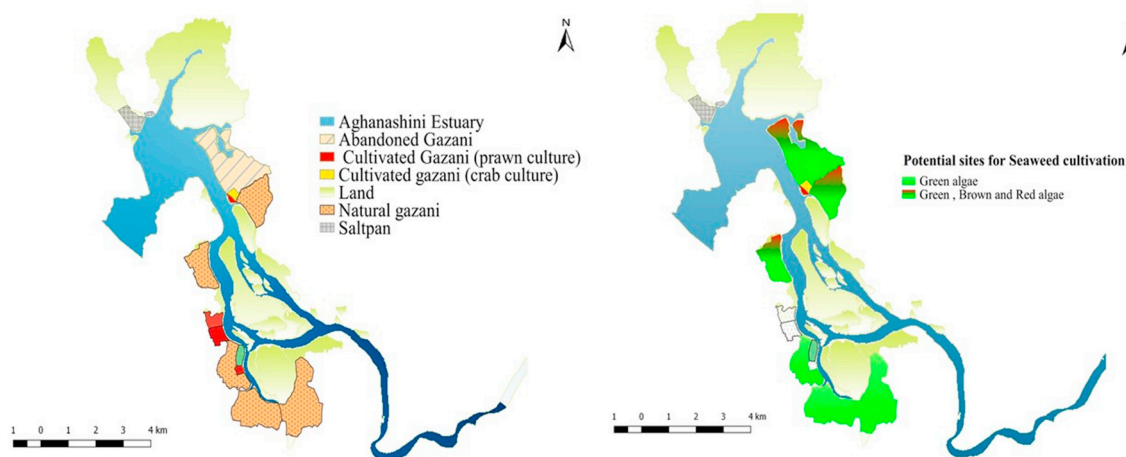 N
Aghanashini Estuary
Abandoned Gazani
Cultivated Gazani (prawn culture)
Cultivated gazani (crab culture)
Land
Natural gazani
Saltpan
1 0 1 2 3 4 km
Potential sites for Seaweed cultivation
Green algae
Green , Brown and Red algae
1 0 1 2 3 4 km